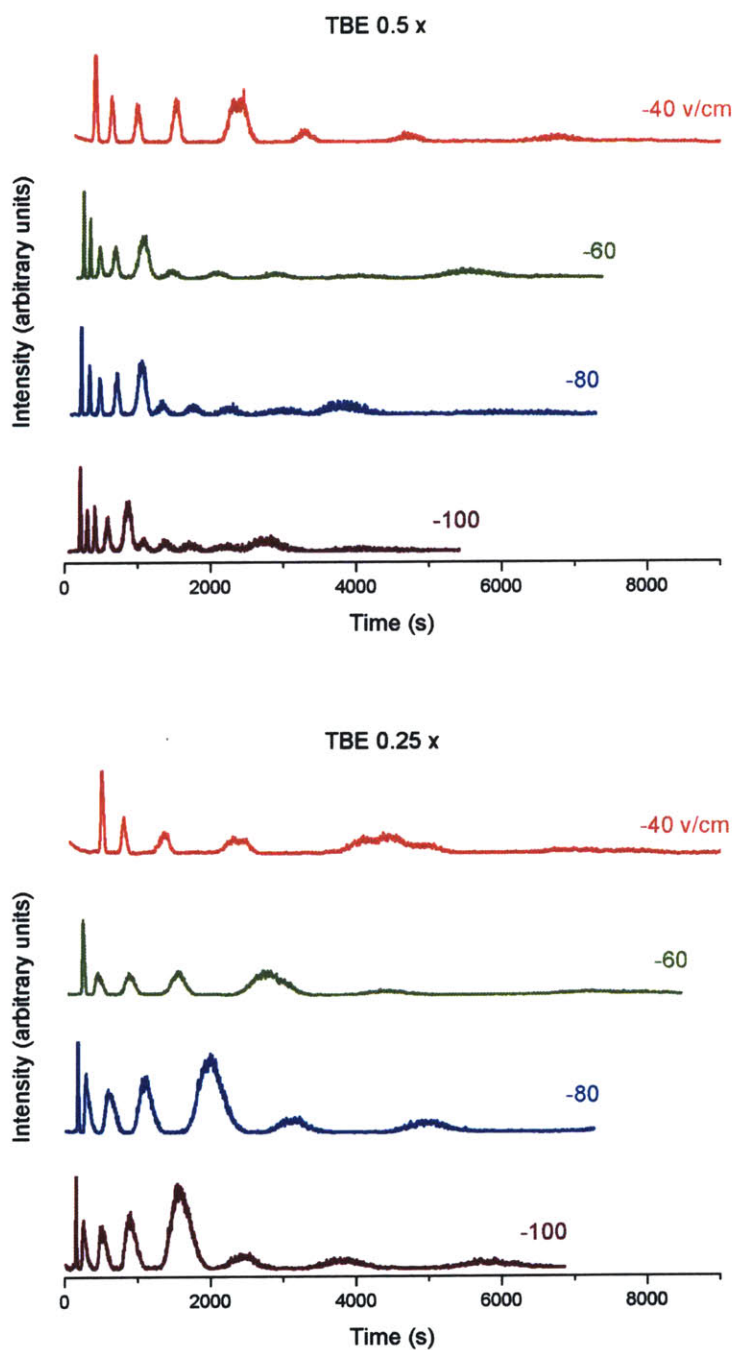 TBE 0.5 x
-40 v/cm
-60
-80
-100
Intensity (arbitrary units)
0 2000 4000 6000 8000
Time (s)
TBE 0.25 x
-40 v/cm
-60
-80
-100
Intensity (arbitrary units)
0 2000 4000 6000 8000
Time (s)